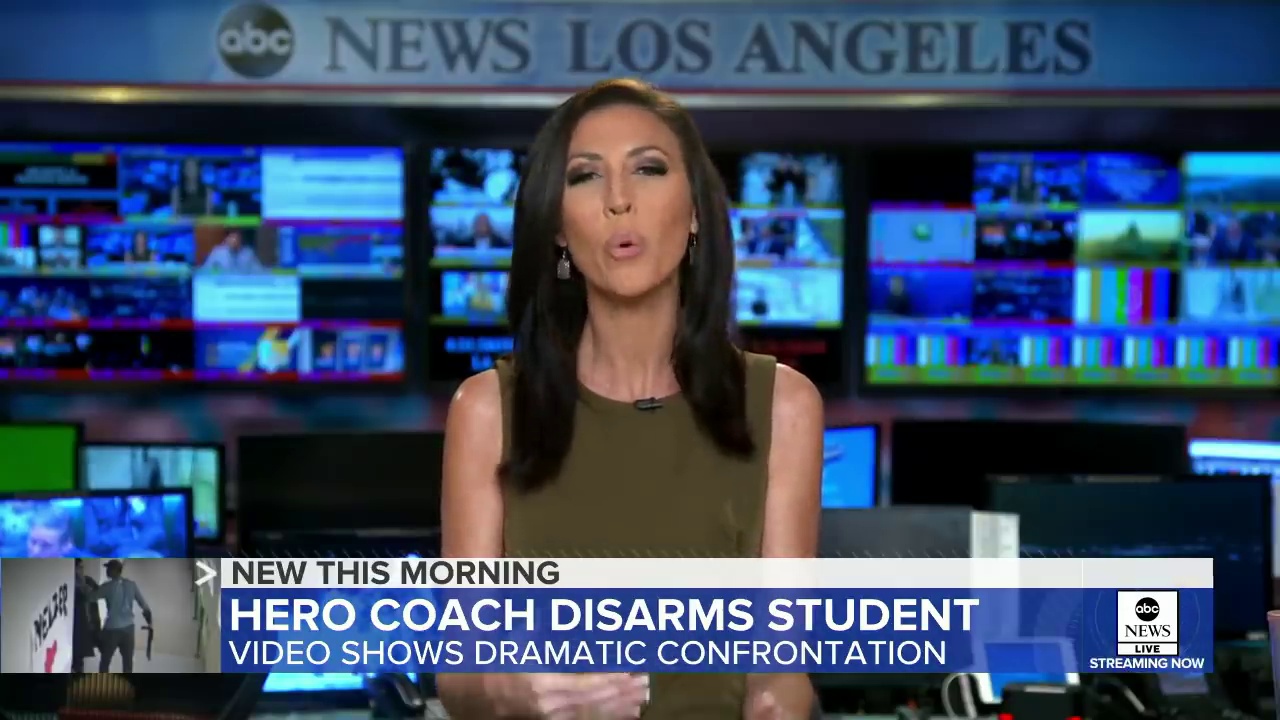 abc NEWS LOS ANGELES
NEW THIS MORNING
HERO COACH DISARMS STUDENT
VIDEO SHOWS DRAMATIC CONFRONTATION
abc
NEWS
LIVE
STREAMING NOW